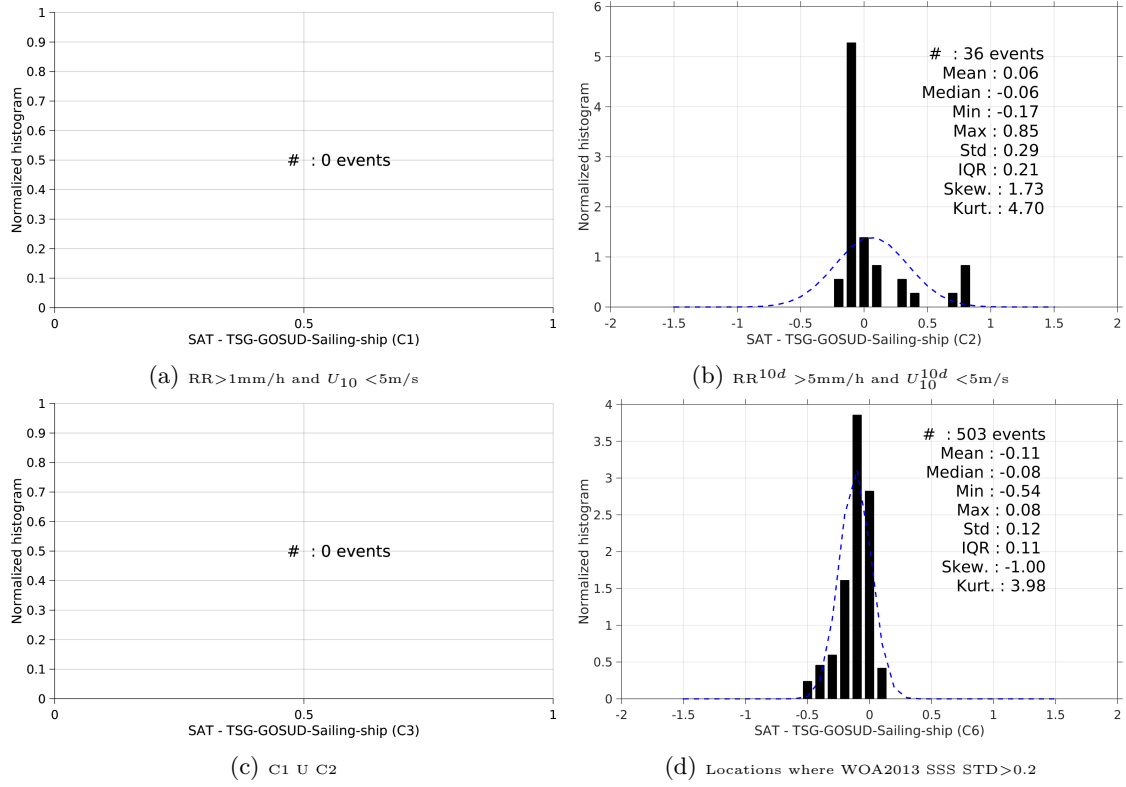 1
0.9
0.8
0.7
0.6
0.5
0.4
0.3
0.2
0.1
0
Normalized histogram
# : 0 events
0 0.5 1
SAT - TSG-GOSUD-Sailing-ship (C1)
(a) RR>1mm/h and U10 <5m/s
6
5
4
3
2
1
0
Normalized histogram
# : 36 events
Mean : 0.06
Median : -0.06
Min : -0.17
Max : 0.85
Std : 0.29
IQR : 0.21
Skew. : 1.73
Kurt. : 4.70
-2 -1.5 -1 -0.5 0 0.5 1 1.5 2
SAT - TSG-GOSUD-Sailing-ship (C2)
(b) RR^10d >5mm/h and U10^10d <5m/s
1
0.9
0.8
0.7
0.6
0.5
0.4
0.3
0.2
0.1
0
Normalized histogram
# : 0 events
0 0.5 1
SAT - TSG-GOSUD-Sailing-ship (C3)
(c) C1 U C2
4
3.5
3
2.5
2
1.5
1
0.5
0
Normalized histogram
# : 503 events
Mean : -0.11
Median : -0.08
Min : -0.54
Max : 0.08
Std : 0.12
IQR : 0.11
Skew. : -1.00
Kurt. : 3.98
-2 -1.5 -1 -0.5 0 0.5 1 1.5 2
SAT - TSG-GOSUD-Sailing-ship (C6)
(d) Locations where WOA2013 SSS STD>0.2